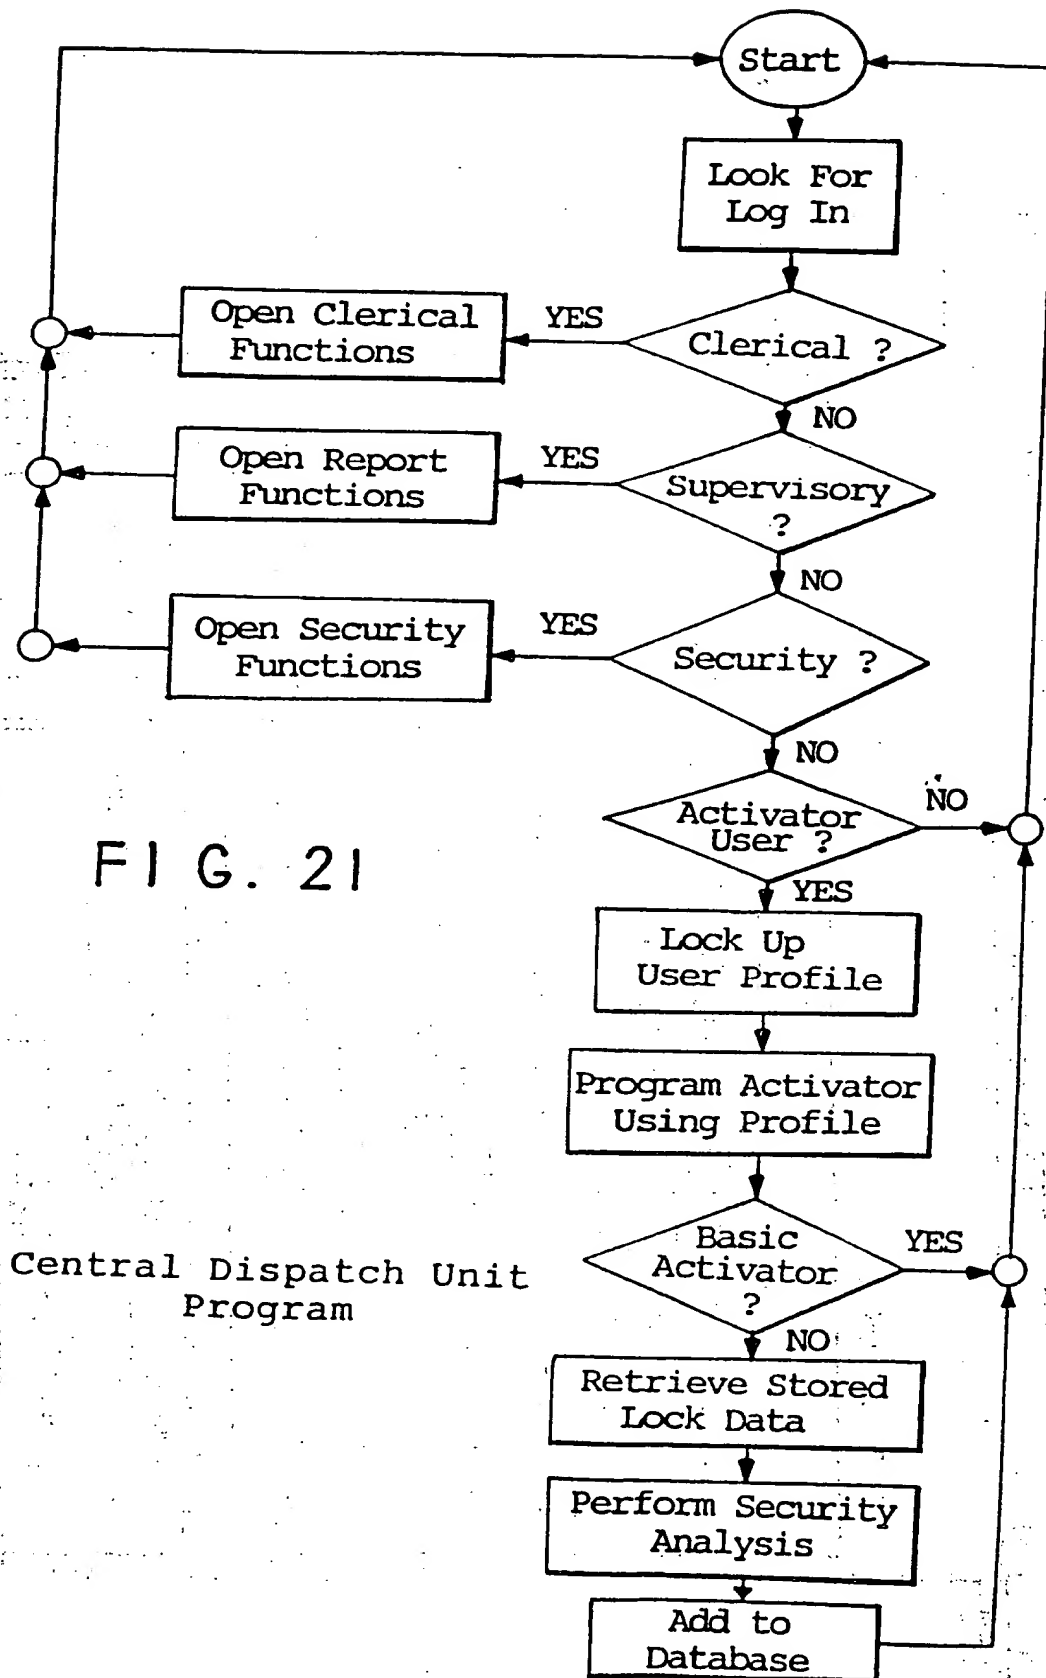 Start
Look For
Log In
Clerical ?
YES
Open Clerical
Functions
NO
Supervisory
?
YES
Open Report
Functions
NO
Security ?
YES
Open Security
Functions
NO
Activator
User ?
NO
YES
FIG. 21
Lock Up
User Profile
Program Activator
Using Profile
Basic
Activator
?
YES
Central Dispatch Unit
Program
NO
Retrieve Stored
Lock Data
Perform Security
Analysis
Add to
Database